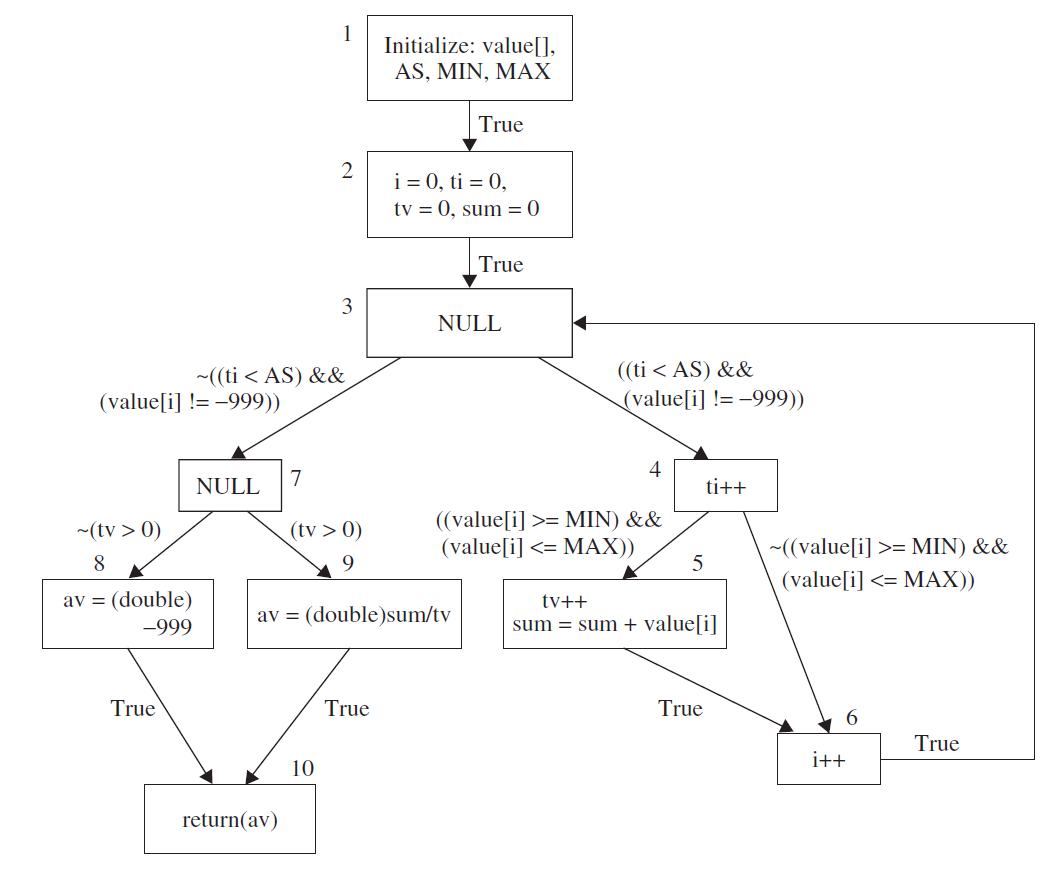 1
Initialize: value[],
AS, MIN, MAX
True
2
i = 0, ti = 0,
tv = 0, sum = 0
True
3
NULL
~((ti < AS) &&
(value[i] != −999))
((ti < AS) &&
(value[i] != −999))
NULL
7
4
ti++
~(tv > 0)
(tv > 0)
((value[i] >= MIN) &&
(value[i] <= MAX))
~((value[i] >= MIN) &&
(value[i] <= MAX))
8
av = (double)
−999
9
av = (double)sum/tv
5
tv++
sum = sum + value[i]
True
True
True
6
i++
True
10
return(av)